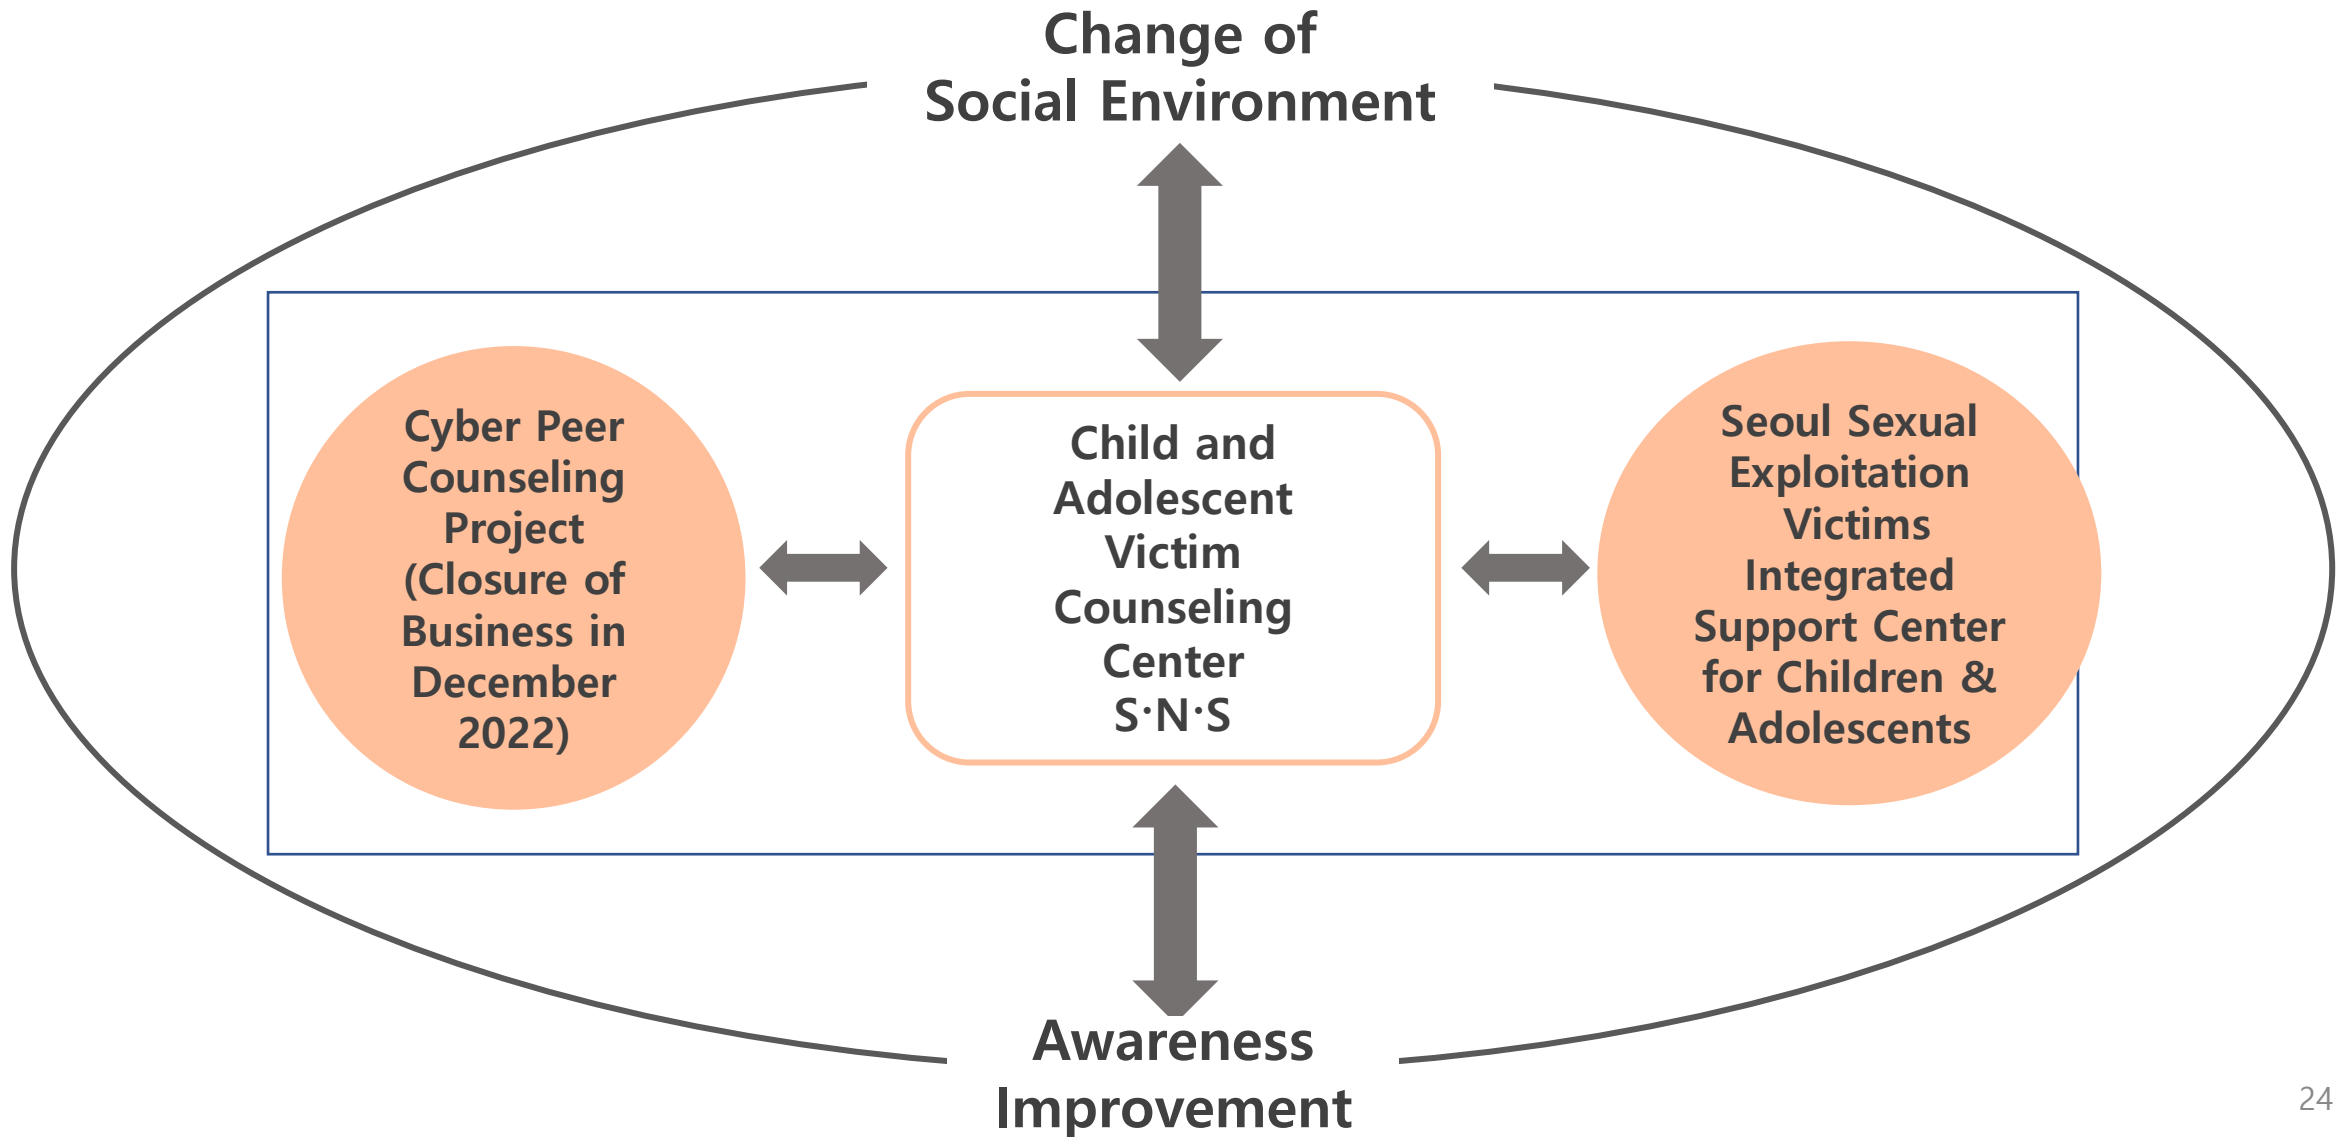 Change of
Social Environment
Cyber Peer
Counseling
Project
(Closure of
Business in
December
2022)
Child and
Adolescent
Victim
Counseling
Center
S·N·S
Seoul Sexual
Exploitation
Victims
Integrated
Support Center
for Children &
Adolescents
Awareness
Improvement
24